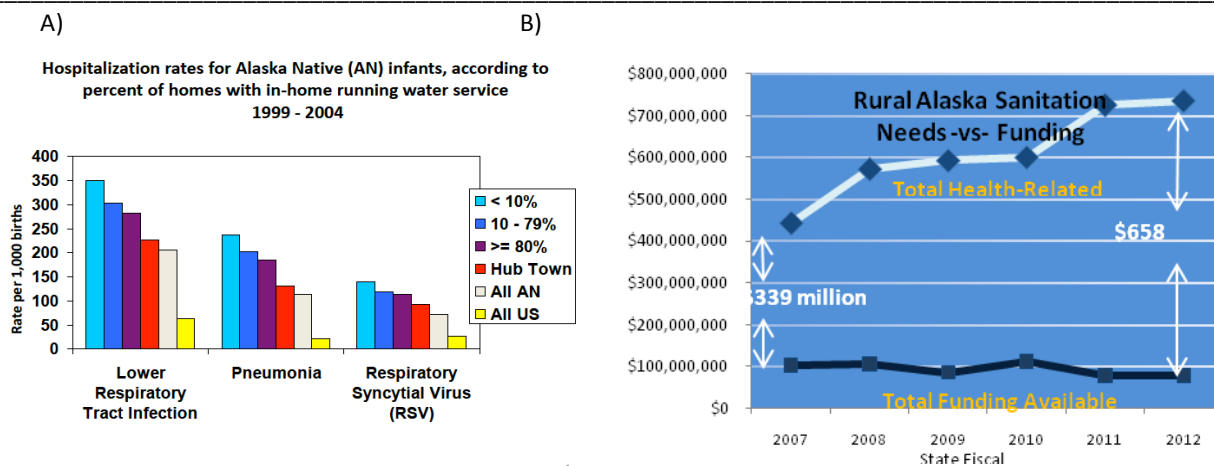 A)
Hospitalization rates for Alaska Native (AN) infants, according to
percent of homes with in-home running water service
1999 - 2004
400
350
300
250
200
150
100
50
0
Rate per 1,000 births
Lower
Respiratory
Tract Infection
Pneumonia
Respiratory
Syncytial Virus
(RSV)
< 10%
10 - 79%
>= 80%
Hub Town
All AN
All US
B)
Rural Alaska Sanitation
Needs -vs- Funding
$800,000,000
$700,000,000
$600,000,000
$500,000,000
$400,000,000
$300,000,000
$200,000,000
$100,000,000
$0
Total Health-Related
$658
$339 million
Total Funding Available
2007 2008 2009 2010 2011 2012
State Fiscal